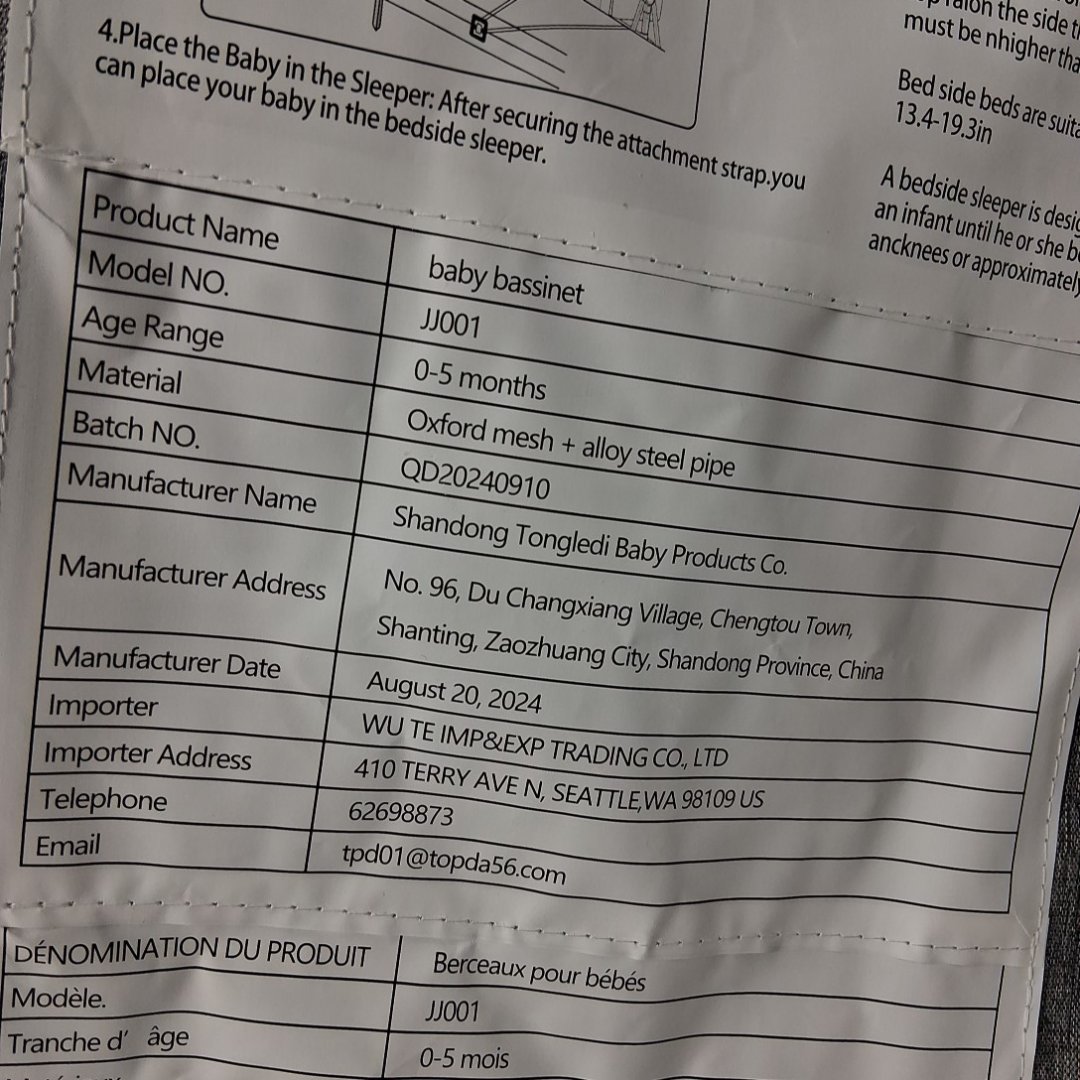 4.Place the Baby in the Sleeper: After securing the attachment strap.you
can place your baby in the bedside sleeper.
on the side
must be nhigher
Bed side beds are
13.4-19.3in
A bedside sleeper is
an infant until he or she
ancknees or approximately
Product Name baby bassinet
Model NO. JJ001
Age Range 0-5 months
Material Oxford mesh + alloy steel pipe
Batch NO. QD20240910
Manufacturer Name Shandong Tongledi Baby Products Co.
Manufacturer Address No. 96, Du Changxiang Village, Chengtou Town,
Shanting, Zaozhuang City, Shandong Province, China
Manufacturer Date August 20, 2024
Importer WU TE IMP&EXP TRADING CO., LTD
Importer Address 410 TERRY AVE N, SEATTLE,WA 98109 US
Telephone 62698873
Email tpd01@topda56.com
DÉNOMINATION DU PRODUIT Berceaux pour bébés
Modèle. JJ001
Tranche d' âge 0-5 mois